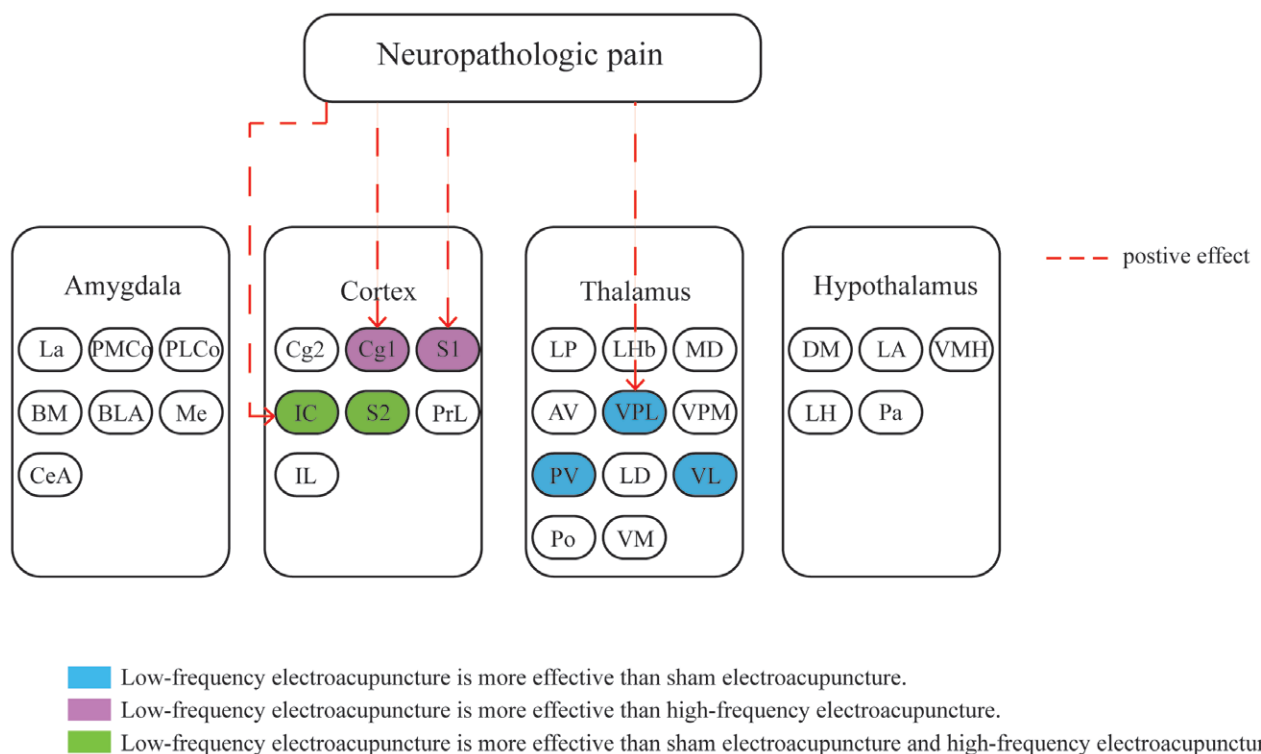 Neuropathologic pain
Amygdala
La PMCo PLCo
BM BLA Me
CeA
Cortex
Cg2 Cg1 S1
IC S2 PrL
IL
Thalamus
LP LHb MD
AV VPL VPM
PV LD VL
Po VM
Hypothalamus
DM LA VMH
LH Pa
postive effect
Low-frequency electroacupuncture is more effective than sham electroacupuncture.
Low-frequency electroacupuncture is more effective than high-frequency electroacupuncture.
Low-frequency electroacupuncture is more effective than sham electroacupuncture and high-frequency electroacupunctur